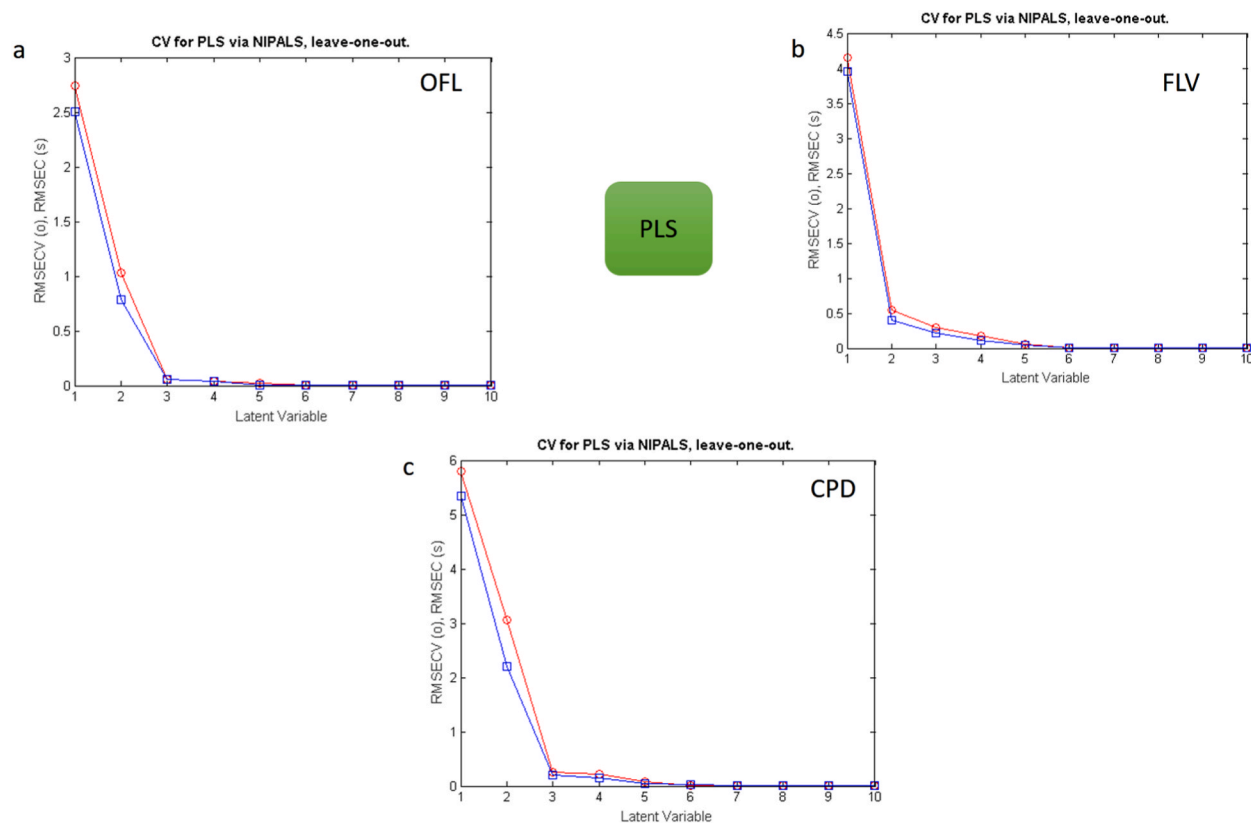 a
CV for PLS via NIPALS, leave-one-out.
OFL
RMSECV (o), RMSEC (s)
3
2.5
2
1.5
1
0.5
0
1 2 3 4 5 6 7 8 9 10
Latent Variable
PLS
b
CV for PLS via NIPALS, leave-one-out.
FLV
RMSECV (o), RMSEC (s)
4.5
4
3.5
3
2.5
2
1.5
1
0.5
0
1 2 3 4 5 6 7 8 9 10
Latent Variable
c
CV for PLS via NIPALS, leave-one-out.
CPD
RMSECV (o), RMSEC (s)
6
5
4
3
2
1
0
1 2 3 4 5 6 7 8 9 10
Latent Variable